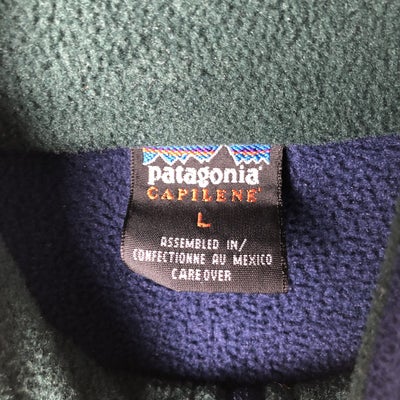 patagonia®
CAPILENE®
L
ASSEMBLED IN/
CONFECTIONNE AU MEXICO
CARE OVER